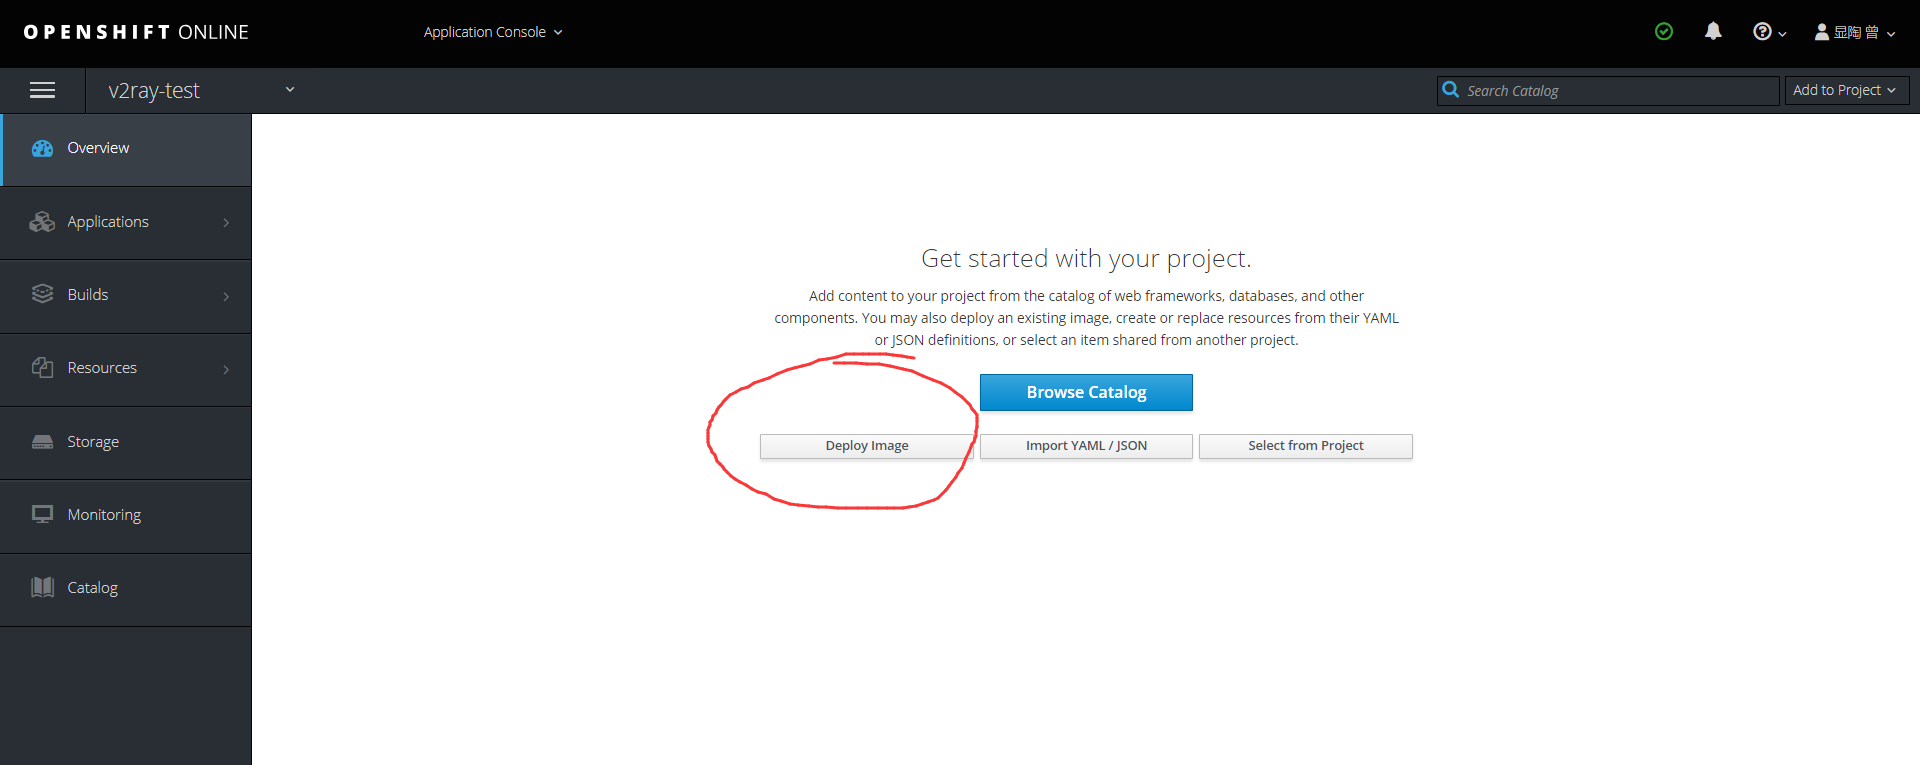 OPENSHIFT ONLINE
Application Console
显陶 曾
v2ray-test
Search Catalog
Add to Project
Overview
Applications
Builds
Resources
Storage
Monitoring
Catalog
Get started with your project.
Add content to your project from the catalog of web frameworks, databases, and other
components. You may also deploy an existing image, create or replace resources from their YAML
or JSON definitions, or select an item shared from another project.
Browse Catalog
Deploy Image
Import YAML / JSON
Select from Project